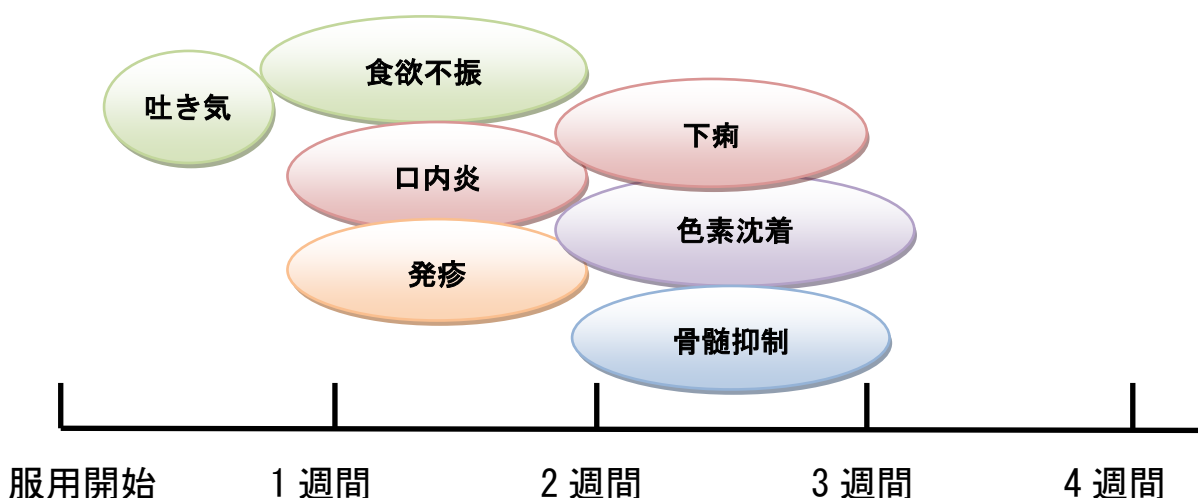 吐き気
食欲不振
口内炎
発疹
下痢
色素沈着
骨髄抑制
服用開始
1 週間
2 週間
3 週間
4 週間